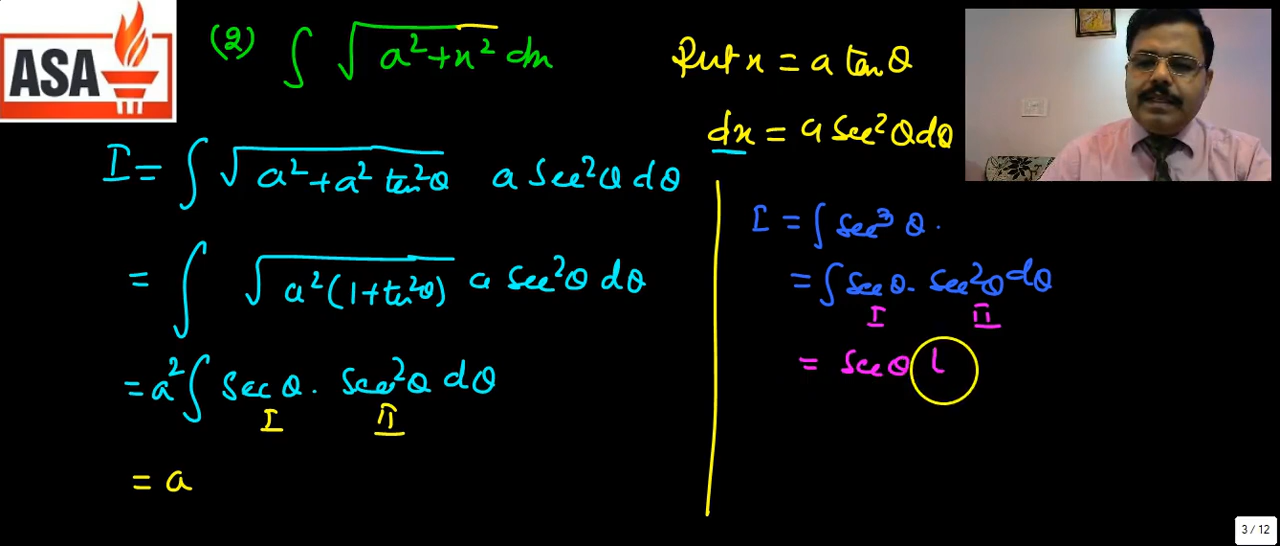 ASA
(2) ∫ √(a²+x²) dx
Put x = a tan θ
dx = a sec² θ dθ
I = ∫ √(a²+a² tan²θ) a sec²θ dθ
= ∫ √(a²(1+tan²θ)) a sec²θ dθ
= a² ∫ sec θ . sec²θ dθ
I II
= a
I = ∫ sec³ θ .
= ∫ sec θ . sec²θ dθ
I II
= sec θ
3 / 12